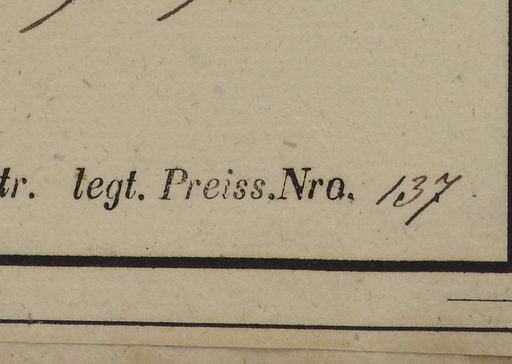 tr. legt. Preiss. Nro. 137